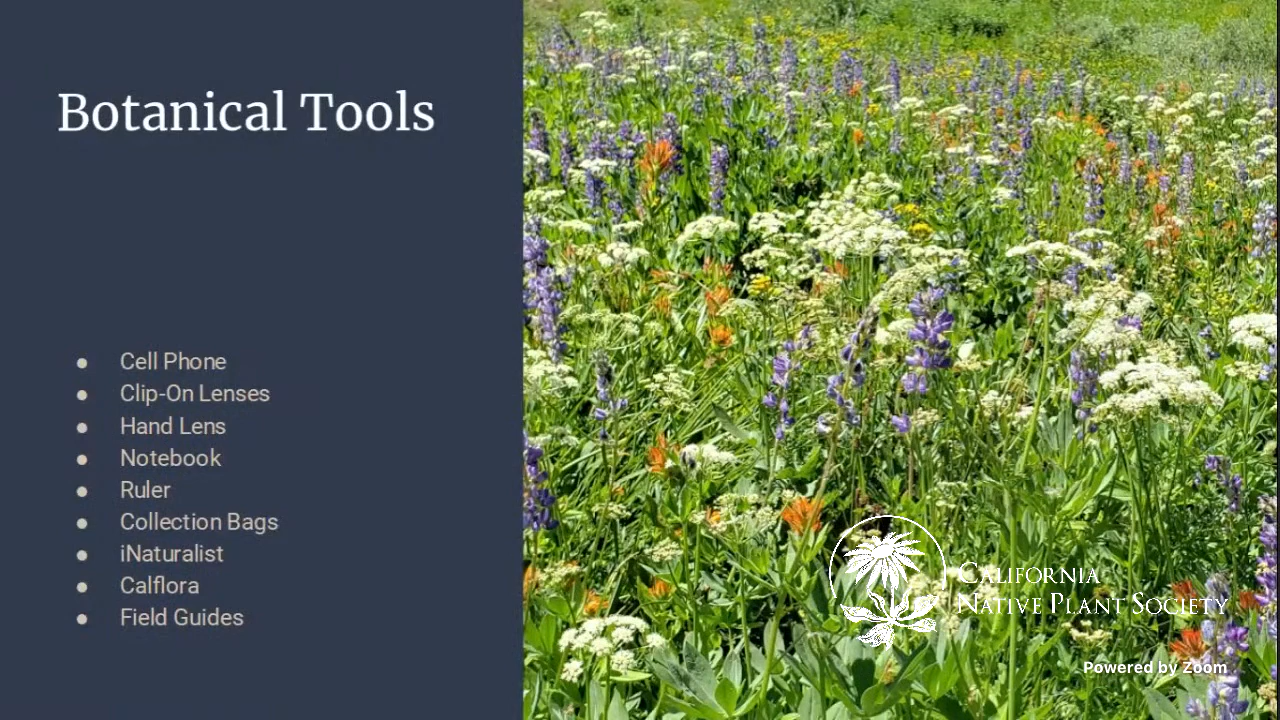 Botanical Tools
● Cell Phone
● Clip-On Lenses
● Hand Lens
● Notebook
● Ruler
● Collection Bags
● iNaturalist
● Calflora
● Field Guides
CALIFORNIA
NATIVE PLANT SOCIETY
Powered by Zoom